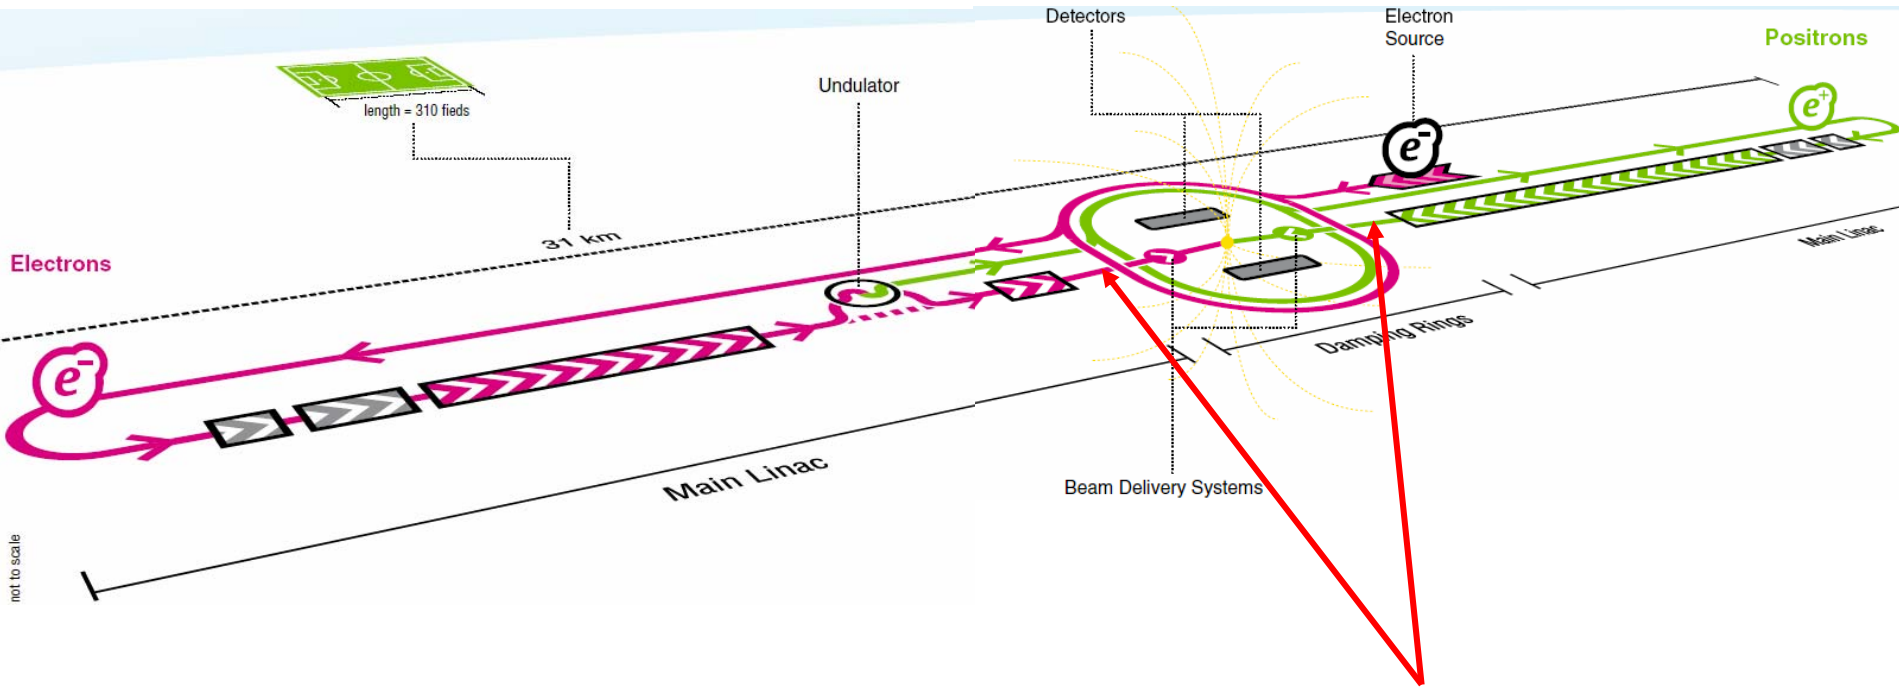 Detectors
Electron
Source
Positrons
Undulator
length = 310 fieds
e⁺
e⁻
31 km
Electrons
Main Linac
Damping Rings
e⁻
Main Linac
Beam Delivery Systems
not to scale